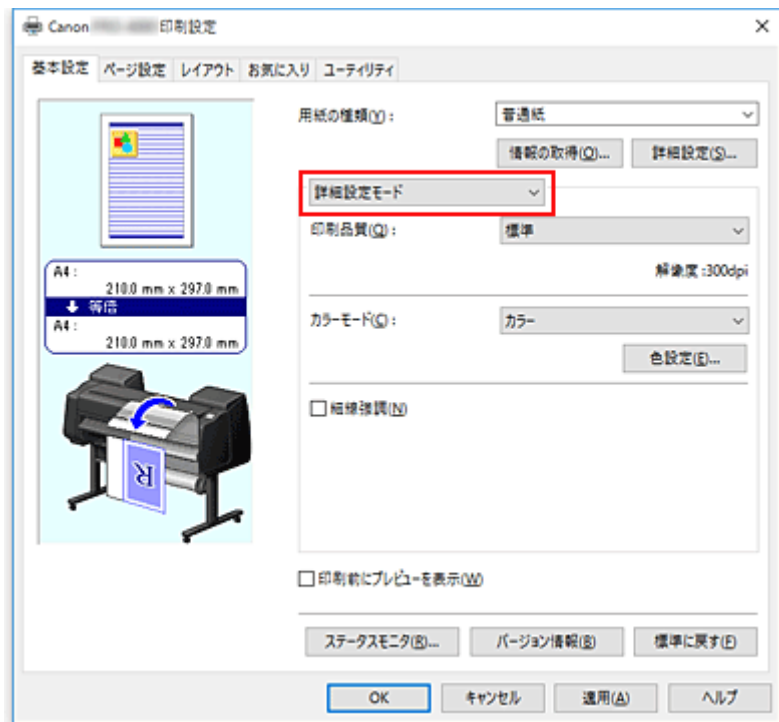 Canon 印刷設定
基本設定 ページ設定 レイアウト お気に入り ユーティリティ
用紙の種類(Y): 普通紙
情報の取得(O)... 詳細設定(S)...
詳細設定モード
印刷品質(Q): 標準
解像度:300dpi
A4:
210.0 mm x 297.0 mm
等倍
A4:
210.0 mm x 297.0 mm
カラーモード(C): カラー
色設定(E)...
細線強調(N)
R
印刷前にプレビューを表示(W)
ステータスモニタ(R)... バージョン情報(B) 標準に戻す(F)
OK キャンセル 適用(A) ヘルプ